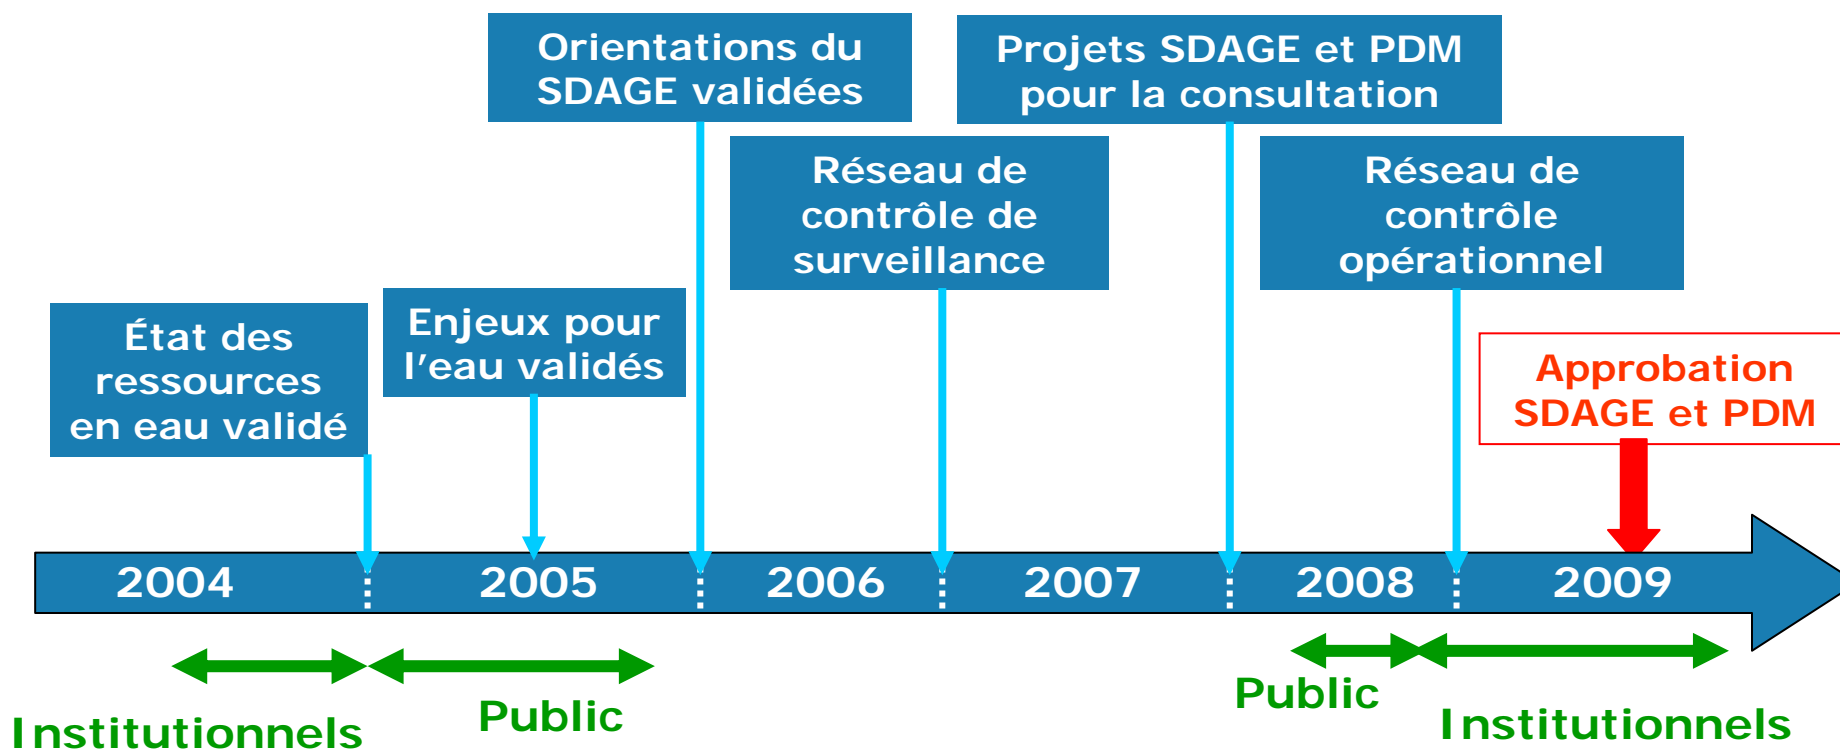 Orientations du
SDAGE validées
Projets SDAGE et PDM
pour la consultation
Réseau de
contrôle de
surveillance
Réseau de
contrôle
opérationnel
État des
ressources
en eau validé
Enjeux pour
l’eau validés
Approbation
SDAGE et PDM
2004
2005
2006
2007
2008
2009
Institutionnels
Public
Public
Institutionnels